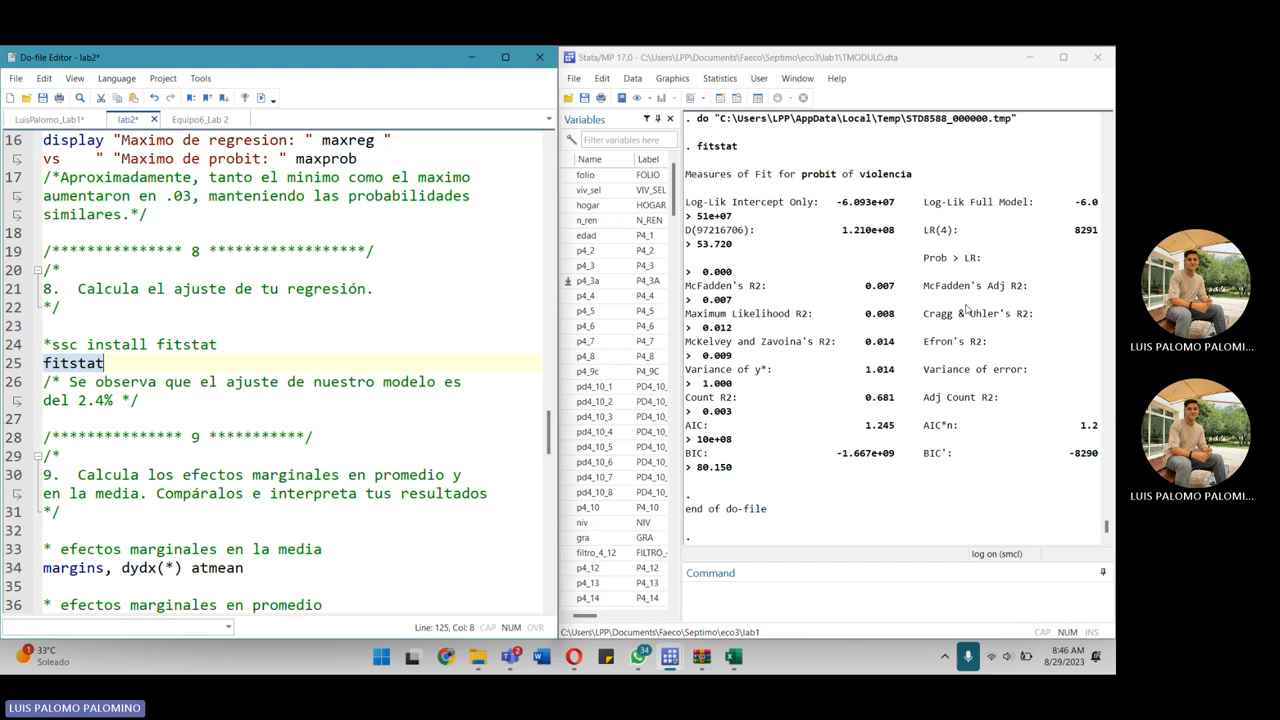 Do-file Editor - lab2*
File Edit View Language Project Tools
LuisPalomo_Lab1* lab2* Equipo6_Lab 2
16 display "Maximo de regresion: " maxreg "
vs " "Maximo de probit: " maxprob
17 /*Aproximadamente, tanto el minimo como el maximo
aumentaron en .03, manteniendo las probabilidades
similares.*/
18
19 /*************** 8 ******************/
20 /*
21 8. Calcula el ajuste de tu regresión.
22 */
23
24 *ssc install fitstat
25 fitstat
26 /* Se observa que el ajuste de nuestro modelo es
del 2.4% */
27
28 /*************** 9 ***********/
29 /*
30 9. Calcula los efectos marginales en promedio y
en la media. Compáralos e interpreta tus resultados
31 */
32
33 * efectos marginales en la media
34 margins, dydx(*) atmean
35
36 * efectos marginales en promedio
Line: 125, Col: 8 CAP NUM OVR
Stata/MP 17.0 - C:\Users\LPP\Documents\Faeco\Septimo\eco3\lab1\TMODULO.dta
File Edit Data Graphics Statistics User Window Help
Variables
Filter variables here
Name Label
folio FOLIO
viv_sel VIV_SEL
hogar HOGAR
n_ren N_REN
edad P4_1
p4_2 P4_2
p4_3 P4_3
p4_3a P4_3A
p4_4 P4_4
p4_5 P4_5
p4_6 P4_6
p4_7 P4_7
p4_8 P4_8
p4_9c P4_9C
pd4_10_1 PD4_10_
pd4_10_2 PD4_10_
pd4_10_3 PD4_10_
pd4_10_4 PD4_10_
pd4_10_5 PD4_10_
pd4_10_6 PD4_10_
pd4_10_7 PD4_10_
pd4_10_8 PD4_10_
p4_10 P4_10
niv NIV
gra GRA
filtro_4_12 FILTRO_
p4_12 P4_12
p4_13 P4_13
p4_14 P4_14
. do "C:\Users\LPP\AppData\Local\Temp\STD8588_000000.tmp"
. fitstat
Measures of Fit for probit of violencia
Log-Lik Intercept Only: -6.093e+07 Log-Lik Full Model: -6.0
> 51e+07
D(97216706): 1.210e+08 LR(4): 8291
> 53.720
Prob > LR:
> 0.000
McFadden's R2: 0.007 McFadden's Adj R2:
> 0.007
Maximum Likelihood R2: 0.008 Cragg & Uhler's R2:
> 0.012
McKelvey and Zavoina's R2: 0.014 Efron's R2:
> 0.009
Variance of y*: 1.014 Variance of error:
> 1.000
Count R2: 0.681 Adj Count R2:
> 0.003
AIC: 1.245 AIC*n: 1.2
> 10e+08
BIC: -1.667e+09 BIC': -8290
> 80.150
.
end of do-file
.
log on (smcl)
Command
C:\Users\LPP\Documents\Faeco\Septimo\eco3\lab1 CAP NUM INS
LUIS PALOMO PALOMI...
LUIS PALOMO PALOMI...
1
33°C
Soleado
2
34
8:46 AM
8/29/2023
LUIS PALOMO PALOMINO